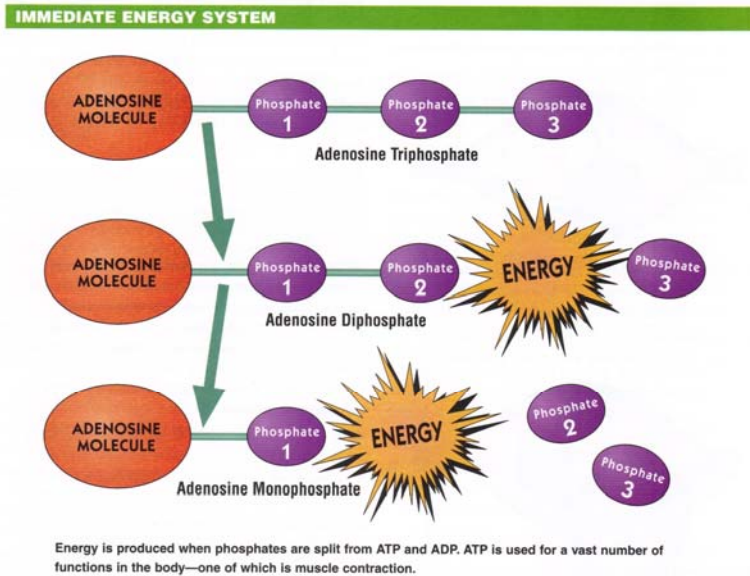 IMMEDIATE ENERGY SYSTEM
ADENOSINE
MOLECULE
Phosphate
1
Phosphate
2
Phosphate
3
Adenosine Triphosphate
ADENOSINE
MOLECULE
Phosphate
1
Phosphate
2
ENERGY
Phosphate
3
Adenosine Diphosphate
ADENOSINE
MOLECULE
Phosphate
1
ENERGY
Phosphate
2
Phosphate
3
Adenosine Monophosphate
Energy is produced when phosphates are split from ATP and ADP. ATP is used for a vast number of
functions in the body—one of which is muscle contraction.